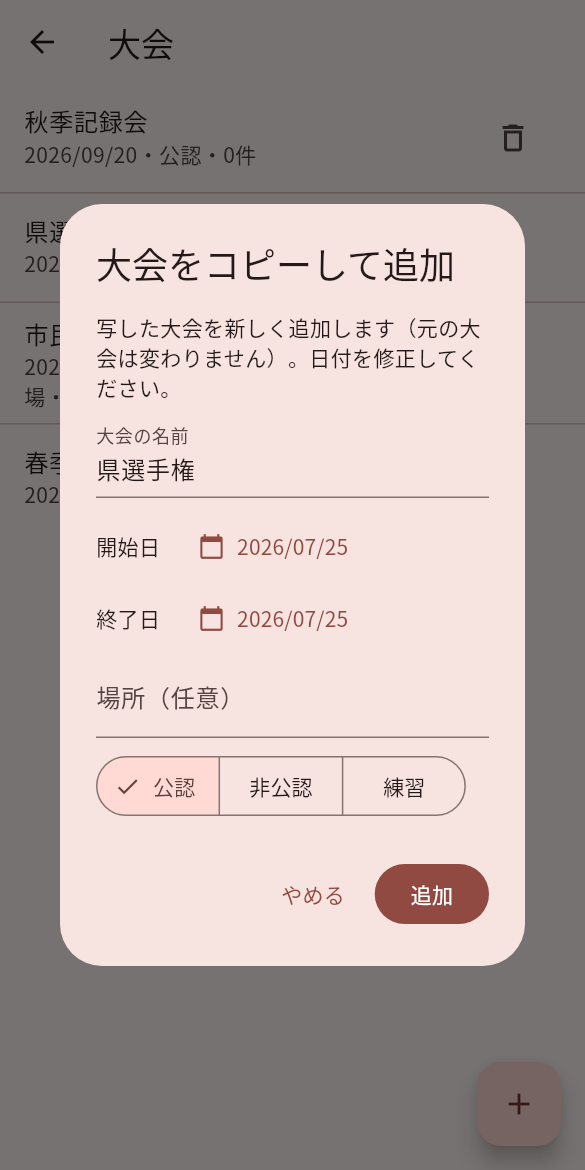 大会
秋季記録会
2026/09/20・公認・0件
県選
202
市民
202
場・
春季
202
大会をコピーして追加
写した大会を新しく追加します（元の大
会は変わりません）。日付を修正してく
ださい。
大会の名前
県選手権
開始日 2026/07/25
終了日 2026/07/25
場所（任意）
公認 非公認 練習
やめる 追加